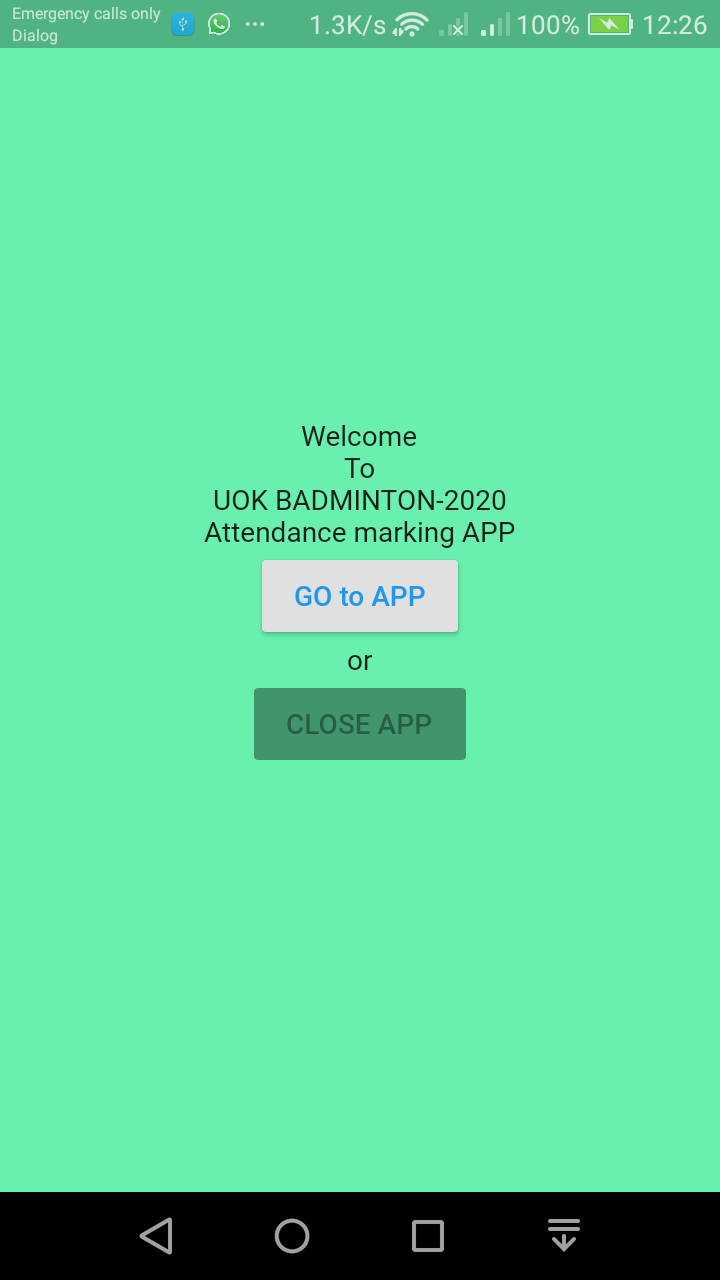 Emergency calls only
Dialog
1.3K/s 100% 12:26
Welcome
To
UOK BADMINTON-2020
Attendance marking APP
GO to APP
or
CLOSE APP